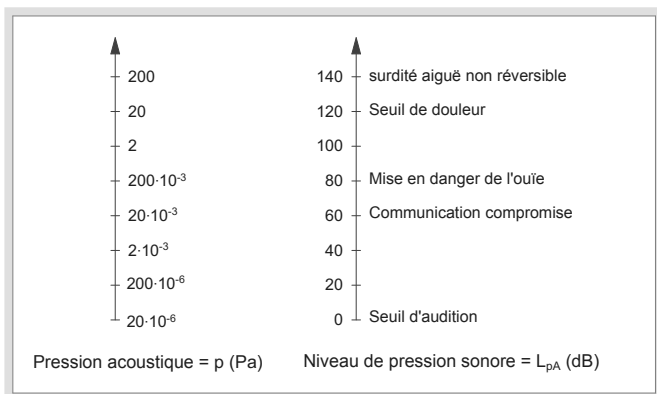 200 140 surdité aiguë non réversible
20 120 Seuil de douleur
2 100
200·10⁻³ 80 Mise en danger de l'ouïe
20·10⁻³ 60 Communication compromise
2·10⁻³ 40
200·10⁻⁶ 20
20·10⁻⁶ 0 Seuil d'audition
Pression acoustique = p (Pa) Niveau de pression sonore = LpA (dB)